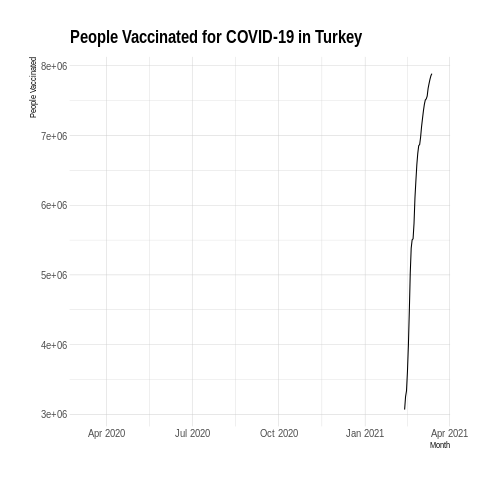 People Vaccinated for COVID-19 in Turkey
People Vaccinated
8e+06
7e+06
6e+06
5e+06
4e+06
3e+06
Apr 2020 Jul 2020 Oct 2020 Jan 2021 Apr 2021
Month